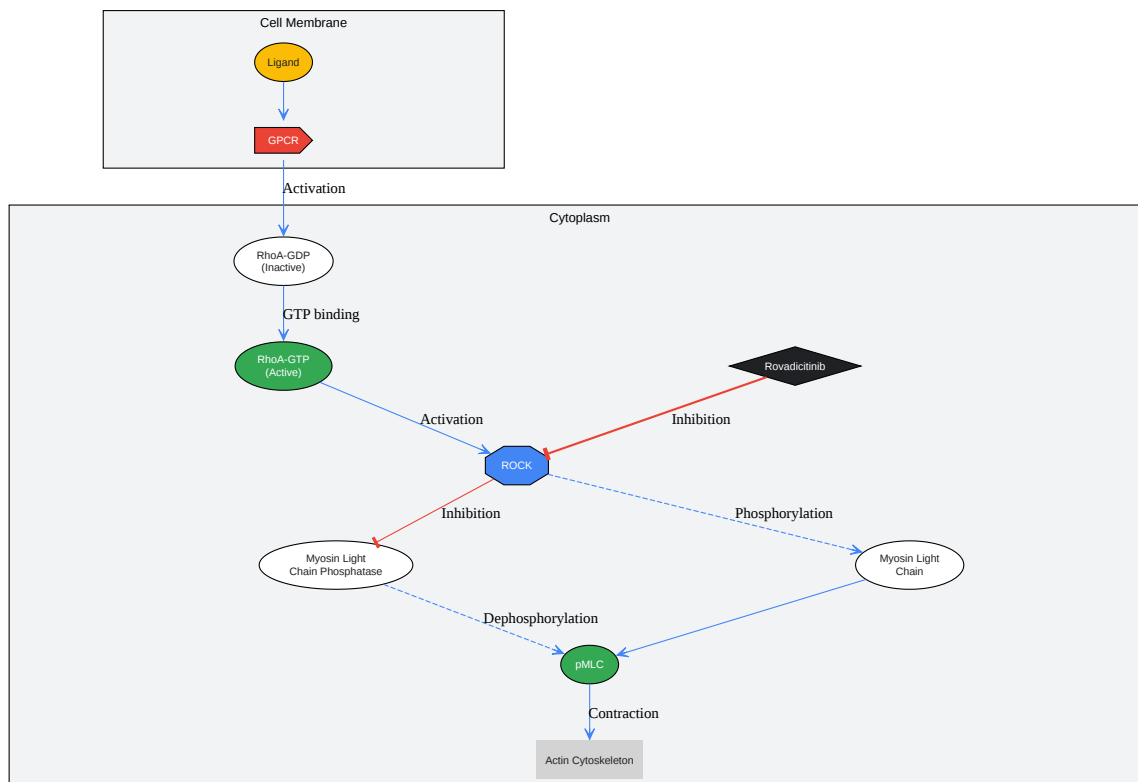 Cell Membrane
Ligand
GPCR
Activation
Cytoplasm
RhoA-GDP
(Inactive)
GTP binding
RhoA-GTP
(Active)
Rovadicitinib
Activation
Inhibition
ROCK
Inhibition
Phosphorylation
Myosin Light
Chain Phosphatase
Myosin Light
Chain
Dephosphorylation
pMLC
Contraction
Actin Cytoskeleton